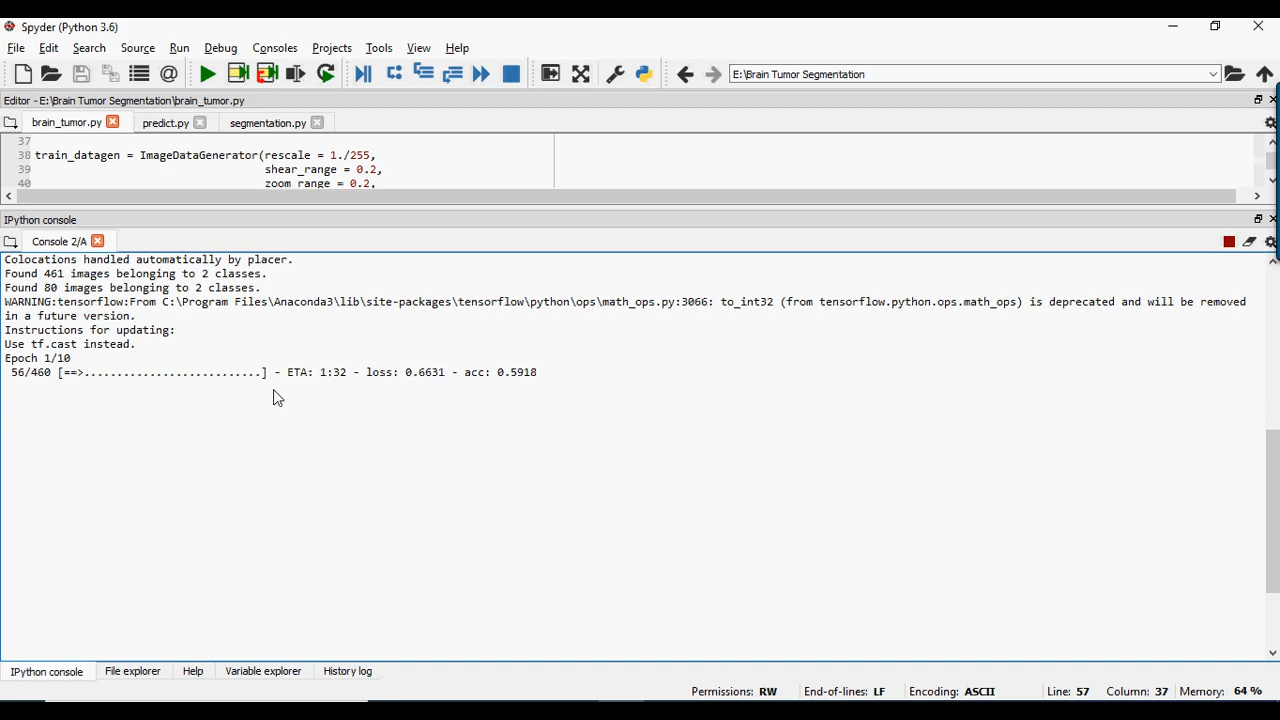 Spyder (Python 3.6)
File Edit Search Source Run Debug Consoles Projects Tools View Help
E:\Brain Tumor Segmentation
Editor - E:\Brain Tumor Segmentation\brain_tumor.py
brain_tumor.py predict.py segmentation.py
37
38 train_datagen = ImageDataGenerator(rescale = 1./255,
39 shear_range = 0.2,
40 zoom_range = 0.2,
IPython console
Console 2/A
Colocations handled automatically by placer.
Found 461 images belonging to 2 classes.
Found 80 images belonging to 2 classes.
WARNING:tensorflow:From C:\Program Files\Anaconda3\lib\site-packages\tensorflow\python\ops\math_ops.py:3066: to_int32 (from tensorflow.python.ops.math_ops) is deprecated and will be removed
in a future version.
Instructions for updating:
Use tf.cast instead.
Epoch 1/10
56/460 [==>...........................] - ETA: 1:32 - loss: 0.6631 - acc: 0.5918
IPython console File explorer Help Variable explorer History log
Permissions: RW End-of-lines: LF Encoding: ASCII Line: 57 Column: 37 Memory: 64 %